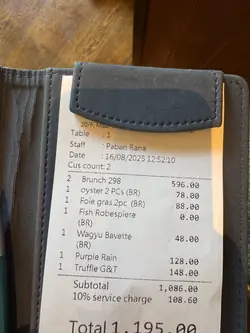 Table : 1
Staff : Paban Rana
Date : 16/08/2025 12:52:10
Cus count: 2
2 Brunch 298 596.00
1 oyster 2 PCs (BR) 78.00
1 Foie gras 2pc (BR) 88.00
1 Fish Robespiere 0.00
(BR)
1 Wagyu Bavette 48.00
(BR)
1 Purple Rain 128.00
1 Truffle G&T 148.00
Subtotal 1,086.00
10% service charge 108.60
Total 1,195.00